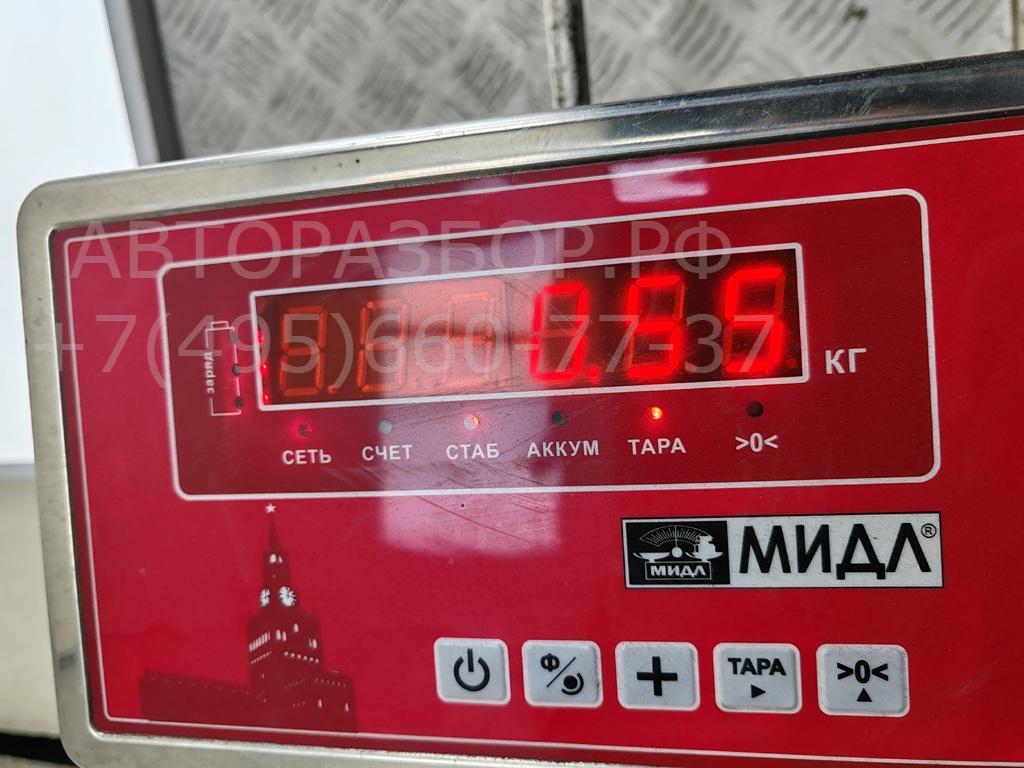 АВТОРАЗБОР.РФ
+7(495)660-77-37
заряд
0.55
КГ
СЕТЬ СЧЕТ СТАБ АККУМ ТАРА >0<
МИДЛ
МИДЛ®
Ф
ТАРА
>0<